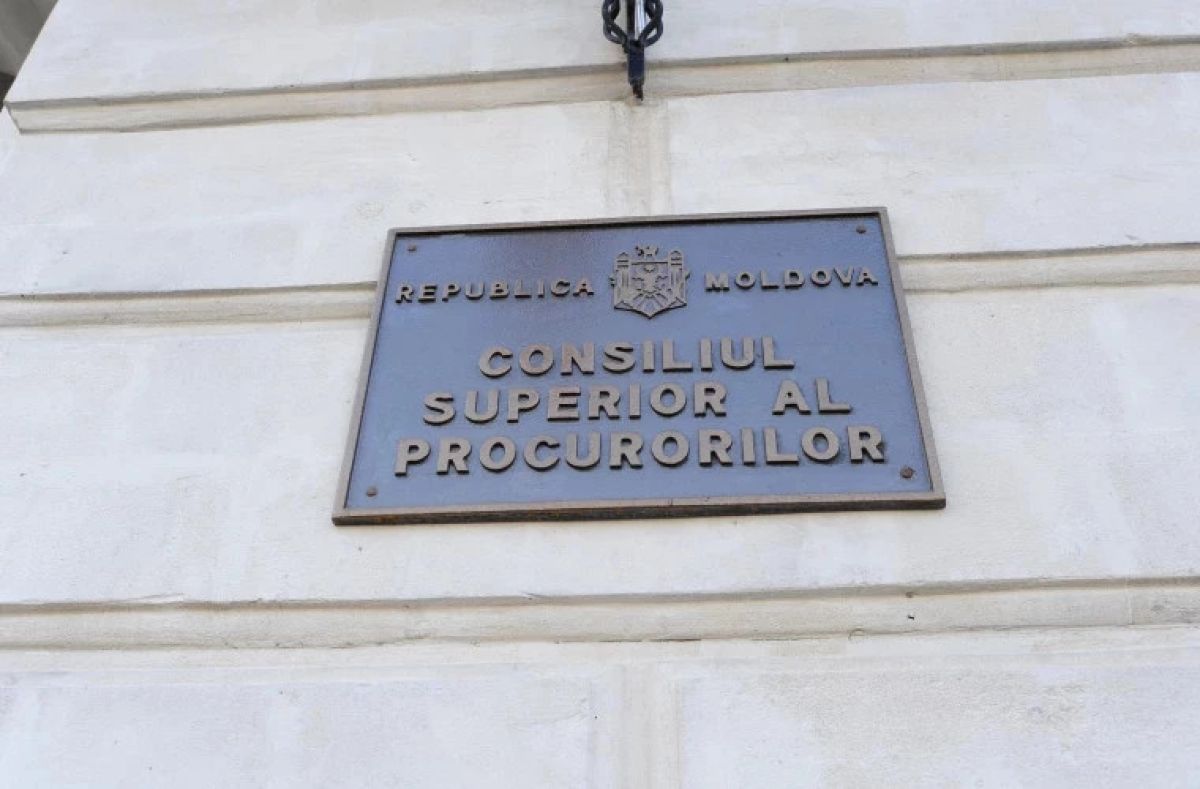 REPUBLICA MOLDOVA
CONSILIUL
SUPERIOR AL
PROCURORILOR